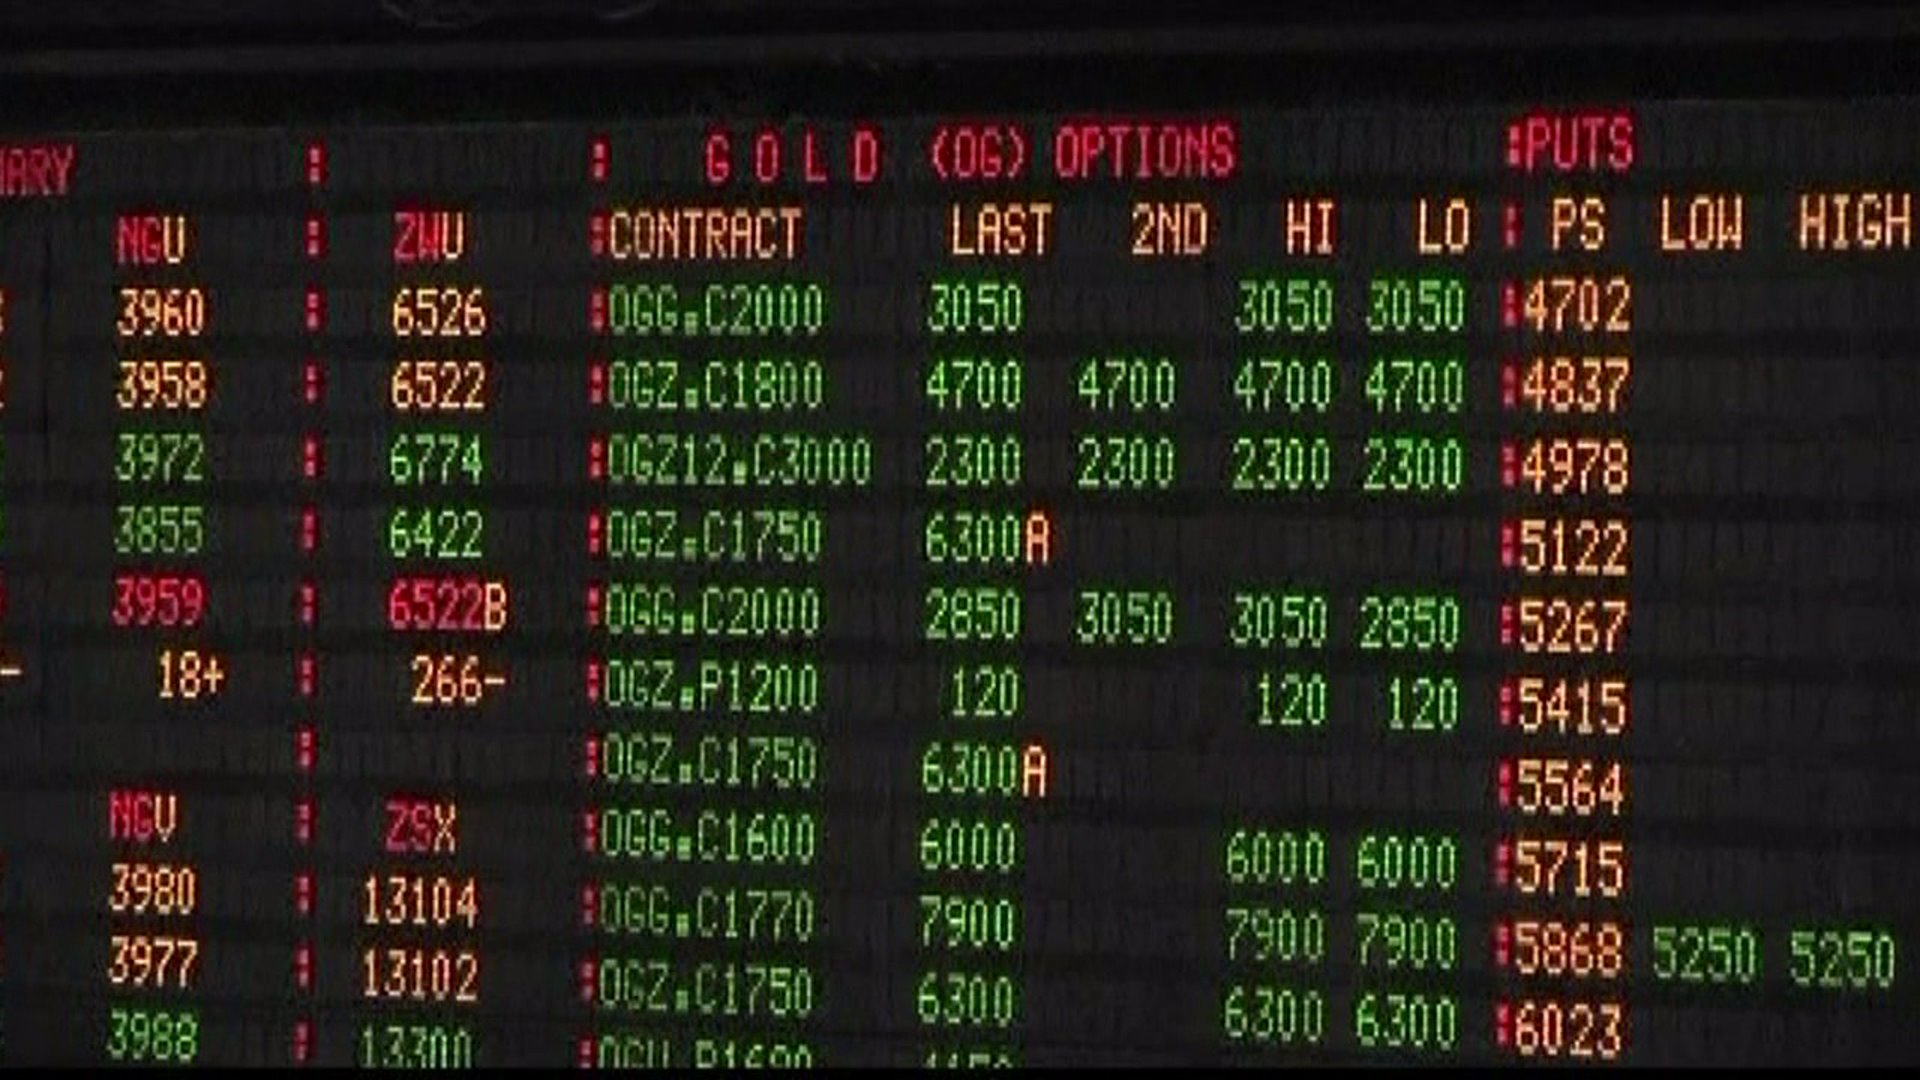 ARY : : G O L D (OG) OPTIONS :PUTS
NGU : ZWU :CONTRACT LAST 2ND HI LO : PS LOW HIGH
3960 : 6526 :OGG.C2000 3050 3050 3050 :4702
3958 : 6522 :OGZ.C1800 4700 4700 4700 4700 :4837
3972 : 6774 :OGZ12.C3000 2300 2300 2300 2300 :4978
3855 : 6422 :OGZ.C1750 6300A :5122
3959 : 6522B :OGG.C2000 2850 3050 3050 2850 :5267
- 18+ : 266- :OGZ.P1200 120 120 120 :5415
: :OGZ.C1750 6300A :5564
NGV : ZSX :OGG.C1600 6000 6000 6000 :5715
3980 : 13104 :OGG.C1770 7900 7900 7900 :5868 5250 5250
3977 : 13102 :OGZ.C1750 6300 6300 6300 :6023
3988 : 13300